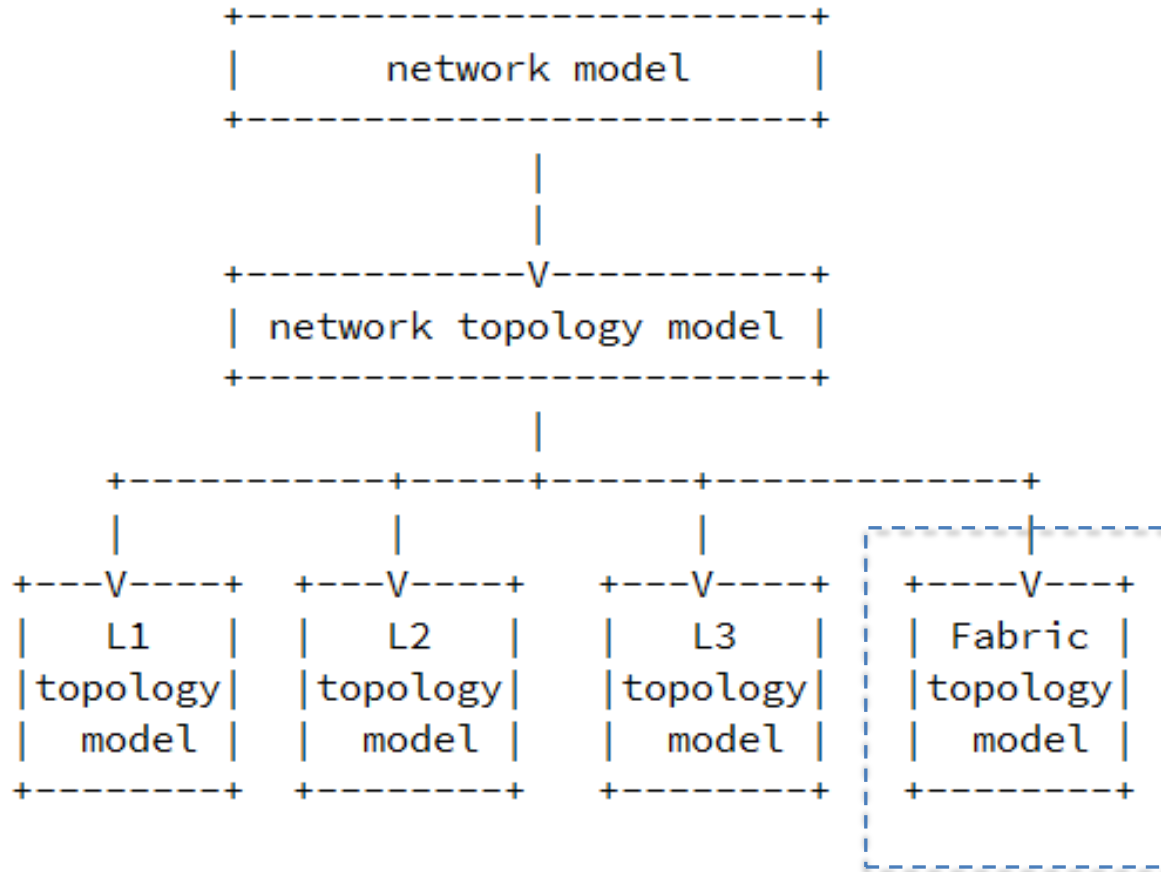 +------------------------+
|      network model     |
+------------------------+
|
|
+------------V-----------+
| network topology model |
+------------------------+
|
+-----------+-----+------+-------------+
|           |            |             |
+---V----+  +---V----+   +---V----+   +----V---+
|   L1   |  |   L2   |   |   L3   |   | Fabric |
|topology|  |topology|   |topology|   |topology|
|  model |  |  model |   |  model |   |  model |
+--------+  +--------+   +--------+   +--------+